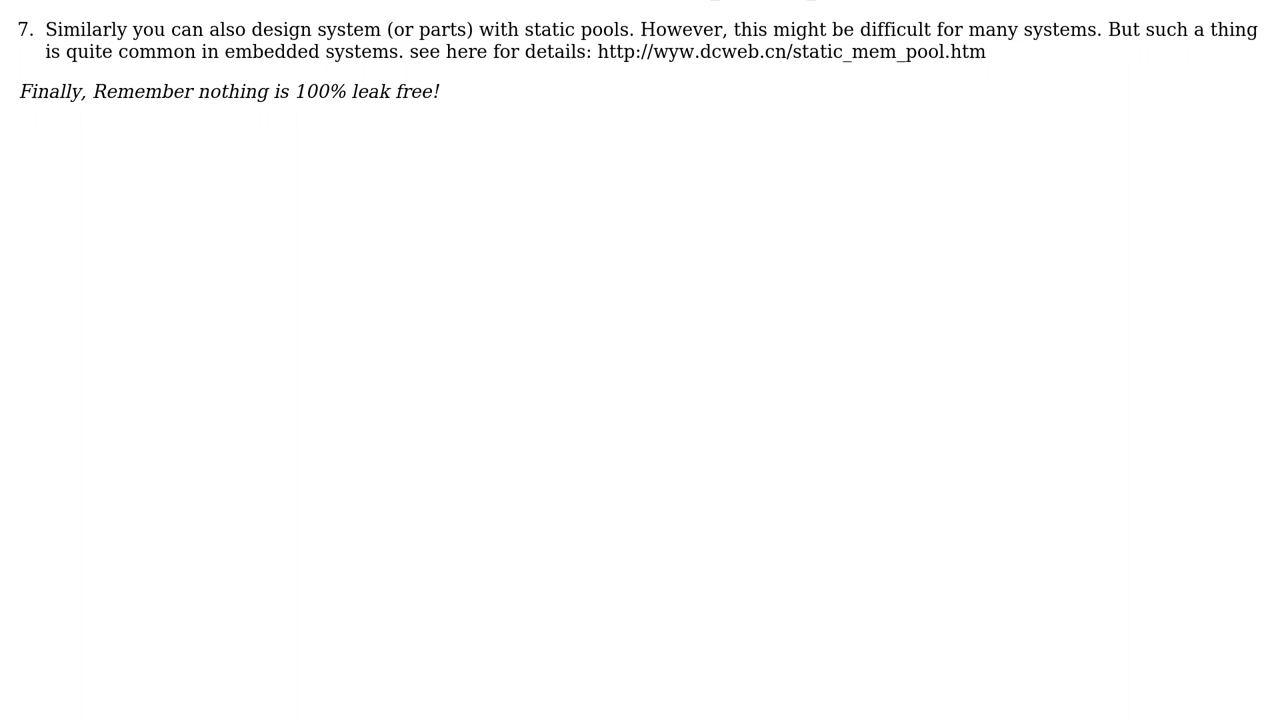 7. Similarly you can also design system (or parts) with static pools. However, this might be difficult for many systems. But such a thing
is quite common in embedded systems. see here for details: http://wyw.dcweb.cn/static_mem_pool.htm
Finally, Remember nothing is 100% leak free!